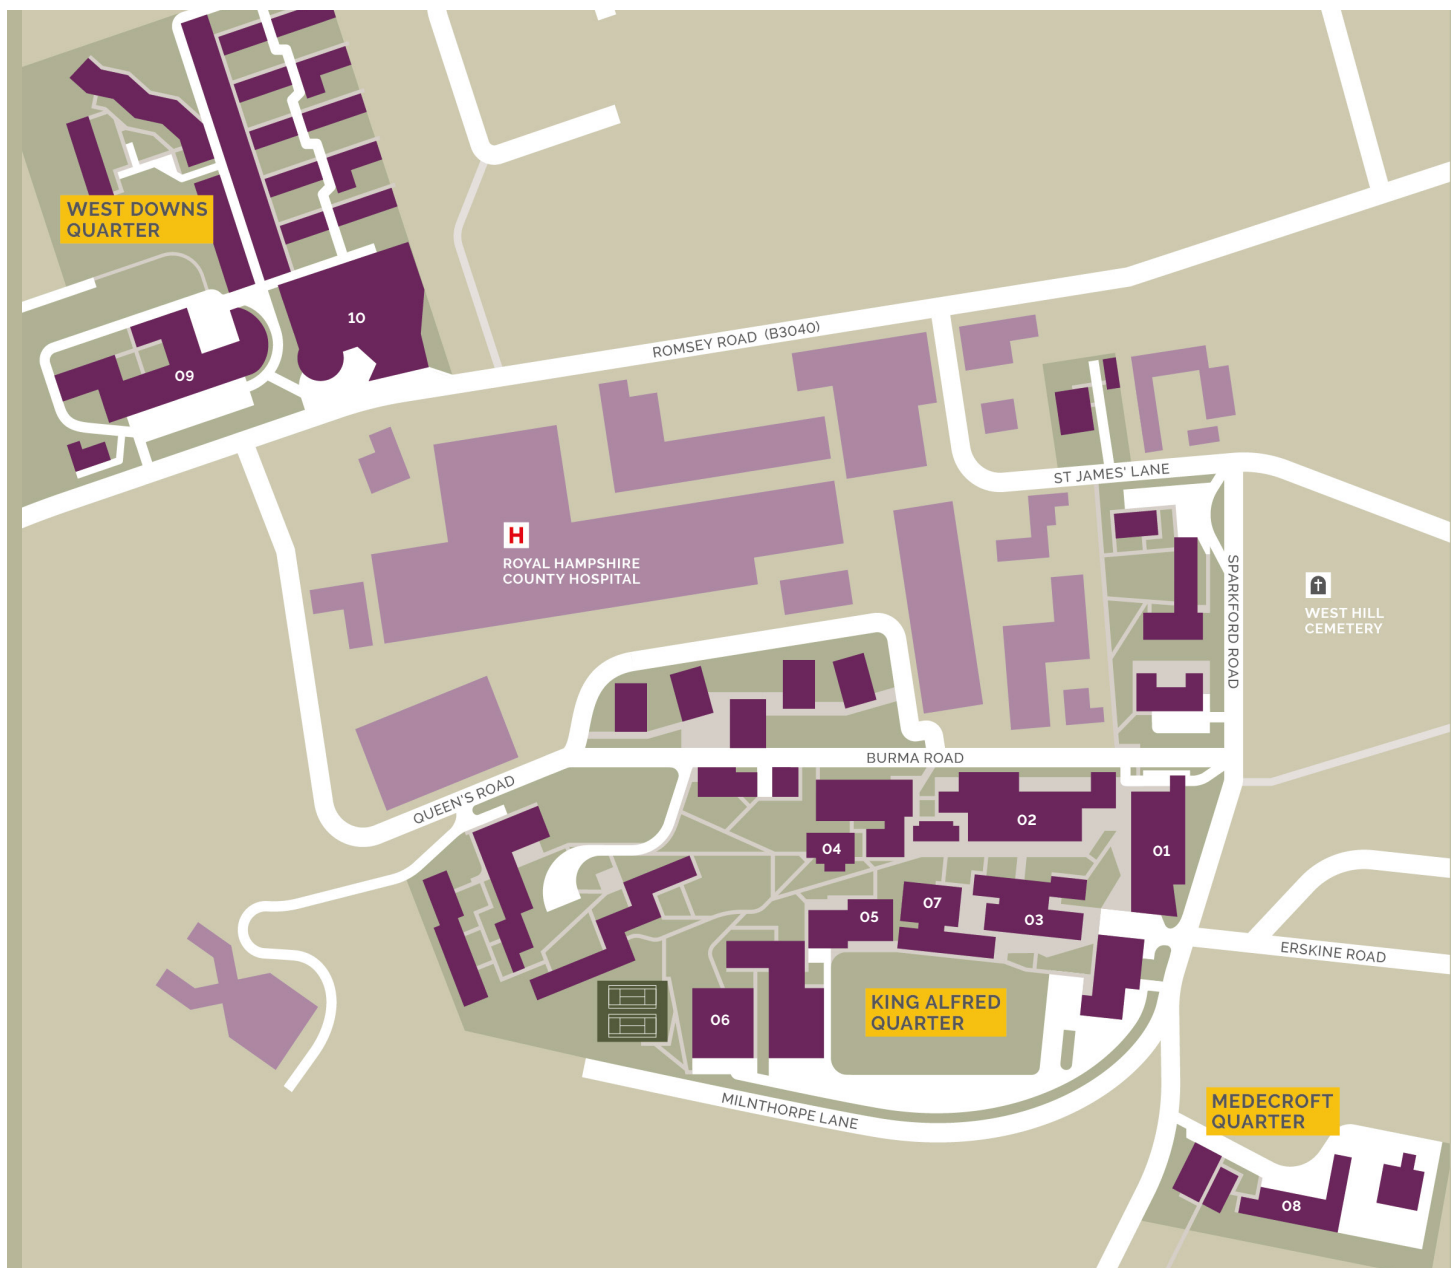 WEST DOWNS
QUARTER
10
09
ROMSEY ROAD (B3040)
ST JAMES' LANE
H
ROYAL HAMPSHIRE
COUNTY HOSPITAL
SPARKFORD ROAD
WEST HILL
CEMETERY
BURMA ROAD
QUEEN'S ROAD
02
04
01
07
05
03
ERSKINE ROAD
KING ALFRED
QUARTER
06
MILNTHORPE LANE
MEDECROFT
QUARTER
08